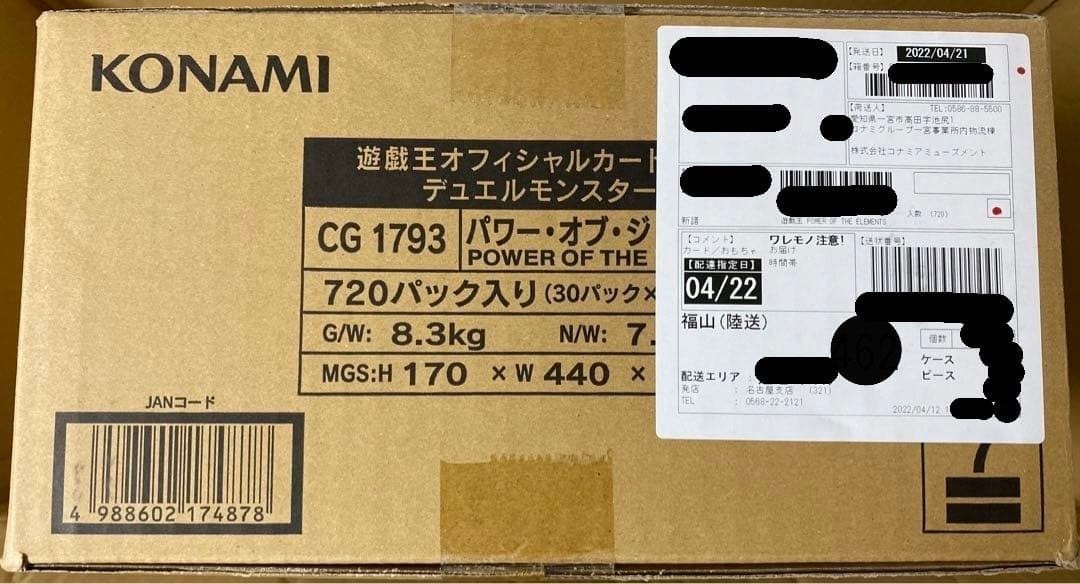 KONAMI
遊戯王オフィシャルカード
デュエルモンスター
CG 1793
パワー・オブ・ジ
POWER OF THE
720パック入り(30パック×
G/W: 8.3kg N/W: 7.
MGS:H 170 × W 440 ×
JANコード
4 988602 174878
【発送日】 2022/04/21
【箱番号】
【荷送人】 TEL:0586-88-5500
愛知県一宮市高田字池尻1
コナミグループ一宮事業所内物流棟
株式会社コナミアミューズメント
新譜
遊戯王 POWER OF THE ELEMENTS
入数 (720)
【コメント】
カード/おもちゃ
ワレモノ注意!
お届け
時間帯
【送状番号】
【配達指定日】
04/22
福山(陸送)
462
個数
ケース
ピース
配送エリア :
発店 : 名古屋支店 (321)
TEL : 0568-22-2121
2022/04/12 1